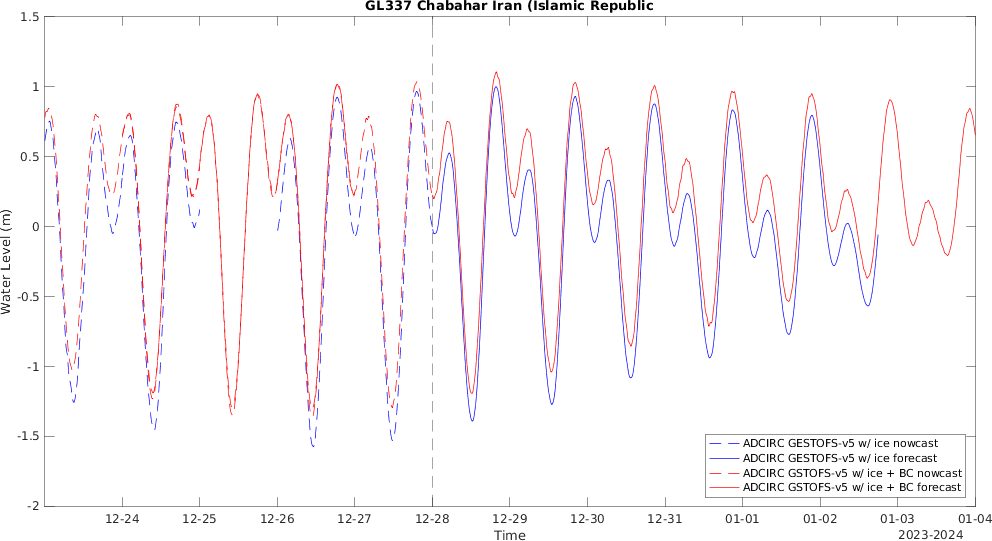 GL337 Chabahar Iran (Islamic Republic
1.5
1
0.5
0
-0.5
-1
-1.5
-2
Water Level (m)
ADCIRC GESTOFS-v5 w/ ice nowcast
ADCIRC GESTOFS-v5 w/ ice forecast
ADCIRC GSTOFS-v5 w/ ice + BC nowcast
ADCIRC GSTOFS-v5 w/ ice + BC forecast
12-24 12-25 12-26 12-27 12-28 12-29 12-30 12-31 01-01 01-02 01-03 01-04
Time
2023-2024